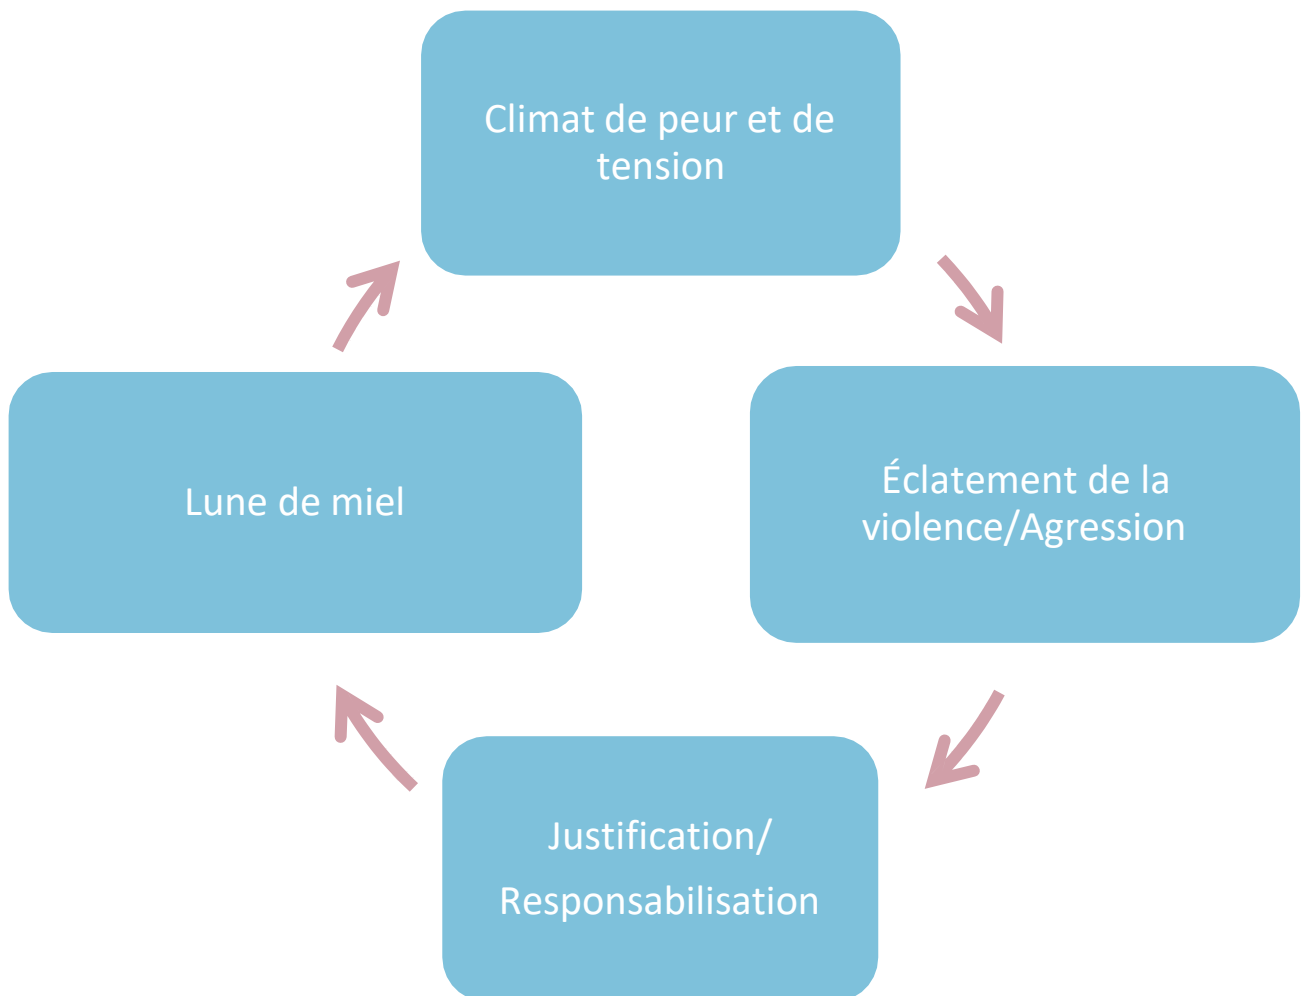 Climat de peur et de
tension
Éclatement de la
violence/Agression
Justification/
Responsabilisation
Lune de miel